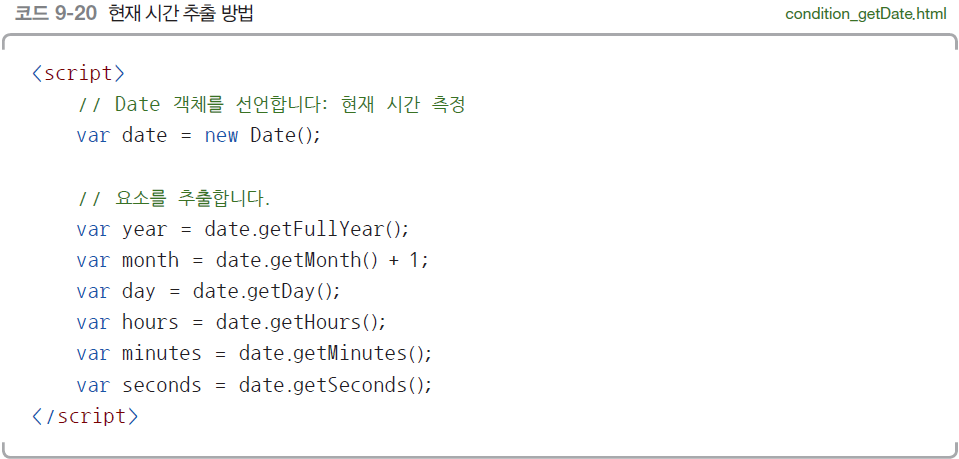 코드 9-20 현재 시간 추출 방법
condition_getDate.html
<script>
// Date 객체를 선언합니다: 현재 시간 측정
var date = new Date();
// 요소를 추출합니다.
var year = date.getFullYear();
var month = date.getMonth() + 1;
var day = date.getDay();
var hours = date.getHours();
var minutes = date.getMinutes();
var seconds = date.getSeconds();
</script>